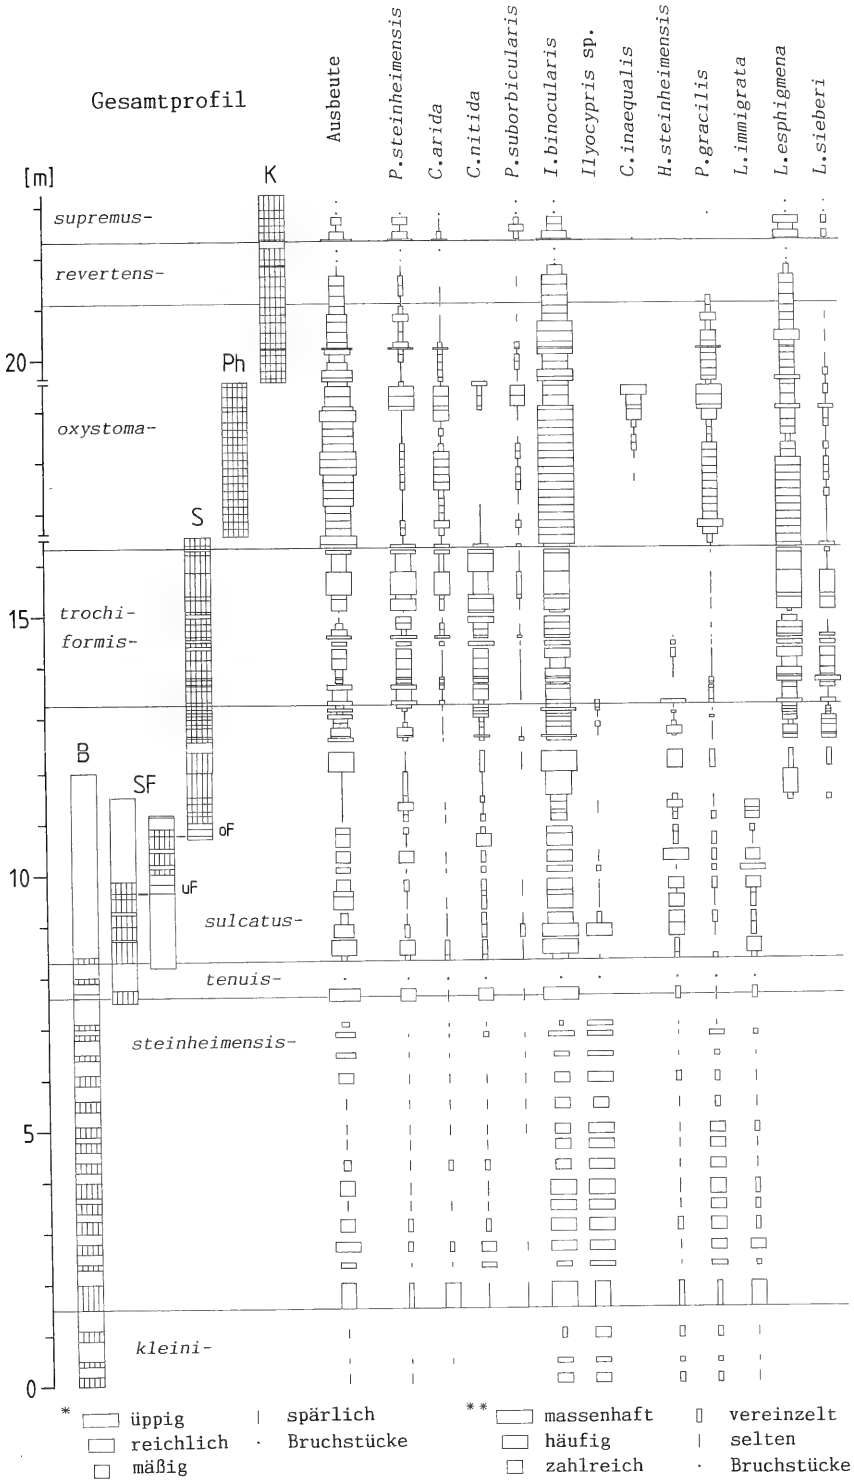 Gesamtprofil
Ausbeute
P.steinheimensis
C.arida
C.nitida
P.suborbicularis
I.binocularis
Ilyocypris sp.
C.inaequalis
H.steinheimensis
P.gracilis
L.immigrata
L.esphigmena
L.sieberi
[m]
K
supremus-
revertens-
20
Ph
oxystoma-
S
15
trochi-
formis-
B
SF
oF
10
uF
sulcatus-
tenuis-
steinheimensis-
5
kleini-
0
* üppig | spärlich
reichlich · Bruchstücke
mäßig
** massenhaft vereinzelt
häufig | selten
zahlreich · Bruchstücke